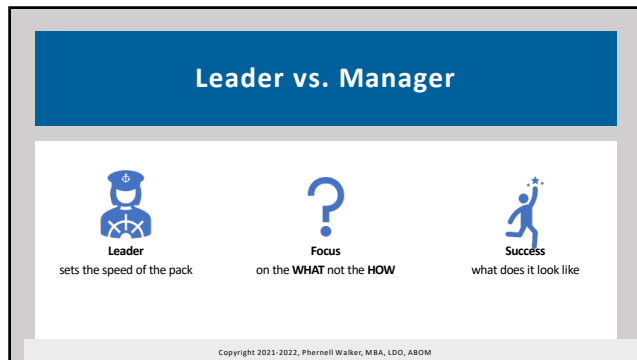 Leader vs. Manager
Leader
sets the speed of the pack
Focus
on the WHAT not the HOW
Success
what does it look like
Copyright 2021-2022, Phernell Walker, MBA, LDO, ABOM